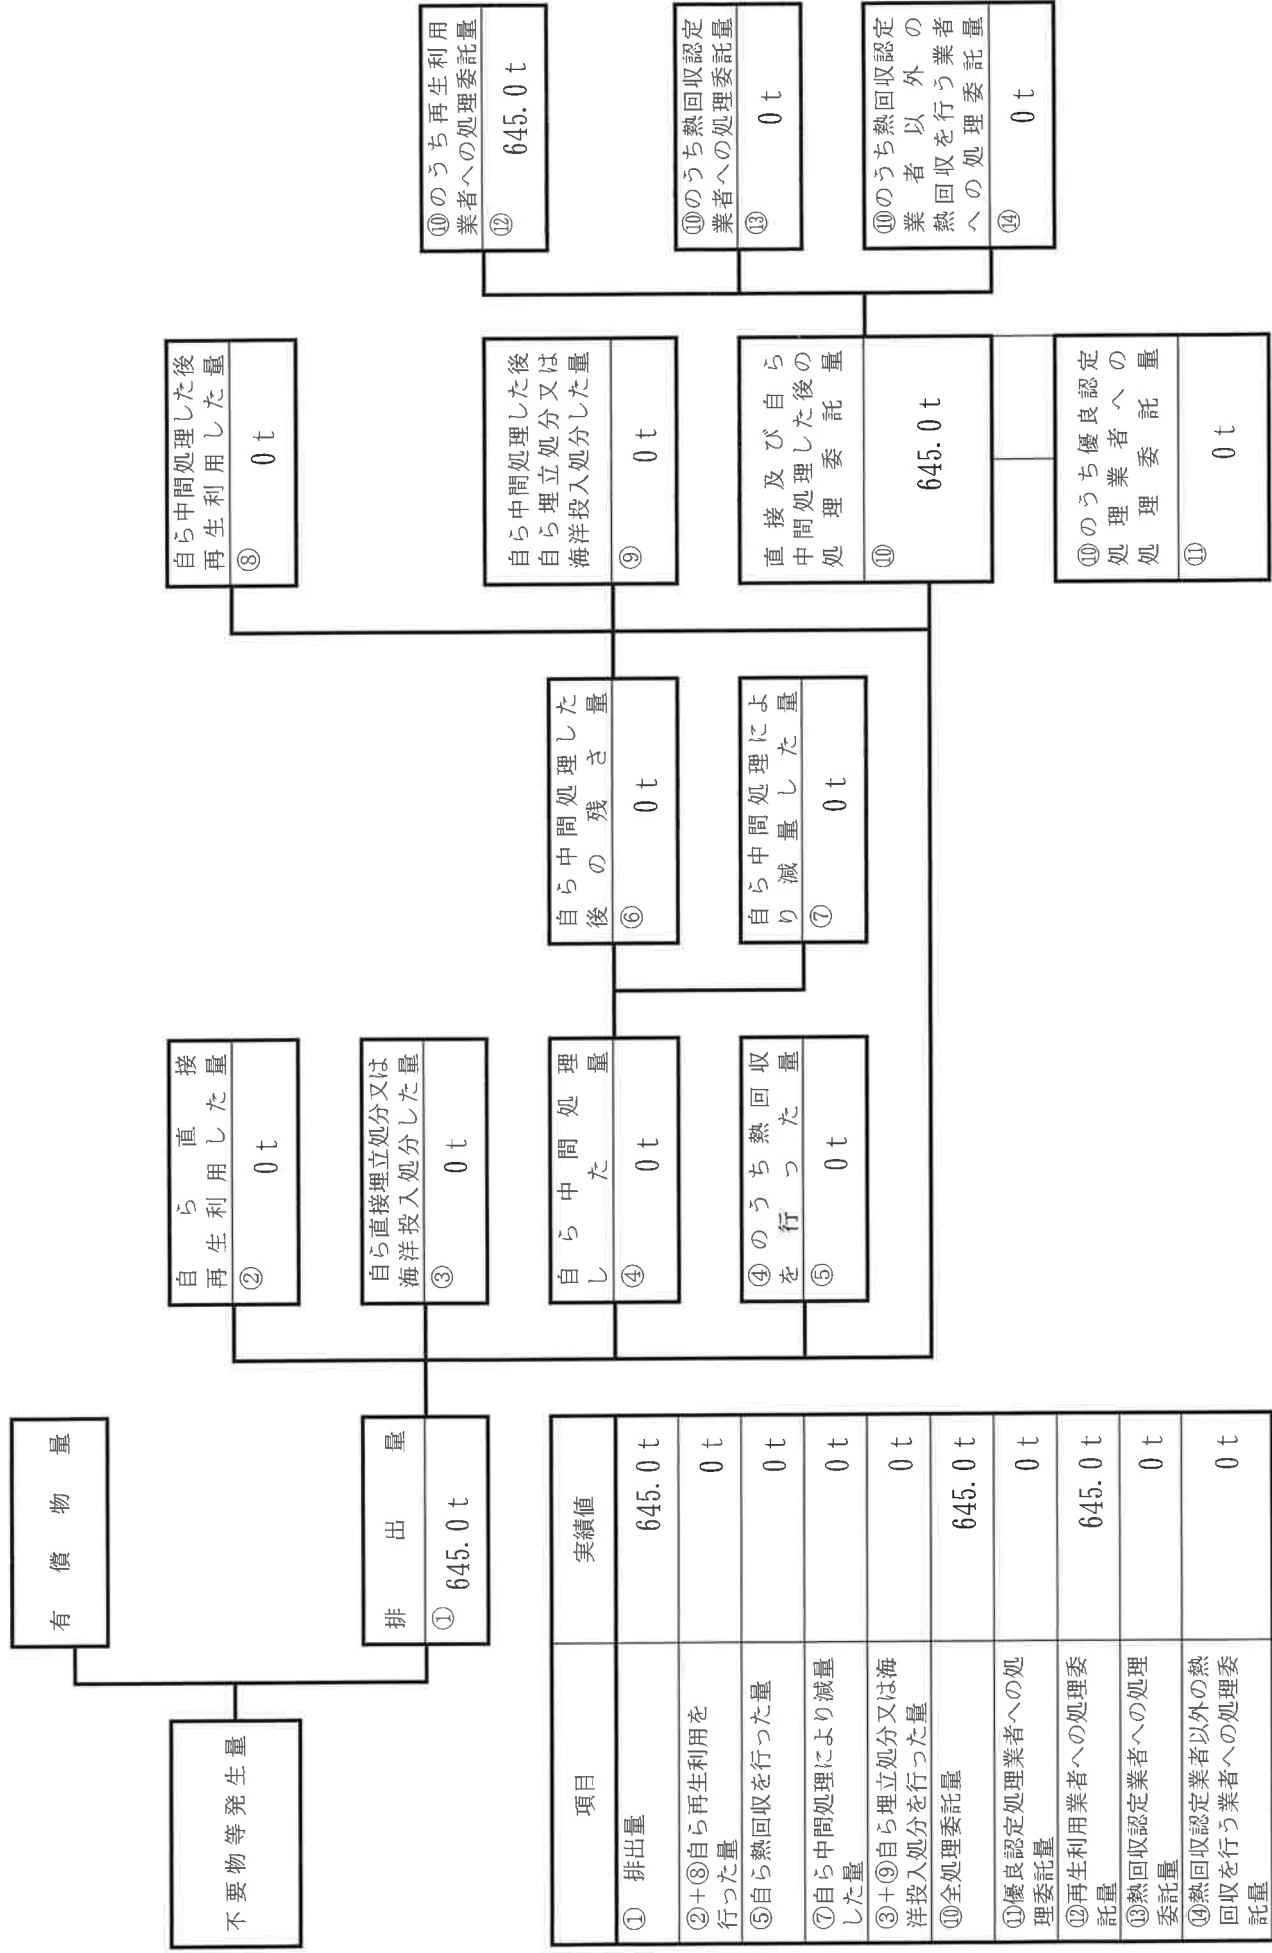 不要物等発生量
有償物量
排出量
① 645.0 t
自ら直接
再生利用した量
② 0 t
自ら直接埋立処分又は
海洋投入処分した量
③ 0 t
自ら中間処理
した量
④ 0 t
④のうち熱回収
を行った量
⑤ 0 t
自ら中間処理した
後の残さ量
⑥ 0 t
自ら中間処理によ
り減量した量
⑦ 0 t
自ら中間処理した後
再生利用した量
⑧ 0 t
自ら中間処理した後
自ら埋立処分又は
海洋投入処分した量
⑨ 0 t
直接及び自ら
中間処理した後の
処理委託量
⑩ 645.0 t
⑩のうち優良認定
処理業者への
処理委託量
⑪ 0 t
⑩のうち再生利用
業者への処理委託量
⑫ 645.0 t
⑩のうち熱回収認定
業者への処理委託量
⑬ 0 t
⑩のうち熱回収認定
業者以外の
熱回収を行う業者
への処理委託量
⑭ 0 t
項目 実績値
① 排出量 645.0 t
②+⑧自ら再生利用を
行った量 0 t
⑤自ら熱回収を行った量 0 t
⑦自ら中間処理により減量
した量 0 t
③+⑨自ら埋立処分又は海
洋投入処分を行った量 0 t
⑩全処理委託量 645.0 t
⑪優良認定処理業者への処
理委託量 0 t
⑫再生利用業者への処理委
託量 645.0 t
⑬熱回収認定業者への処理
委託量 0 t
⑭熱回収認定業者以外の熱
回収を行う業者への処理委
託量 0 t